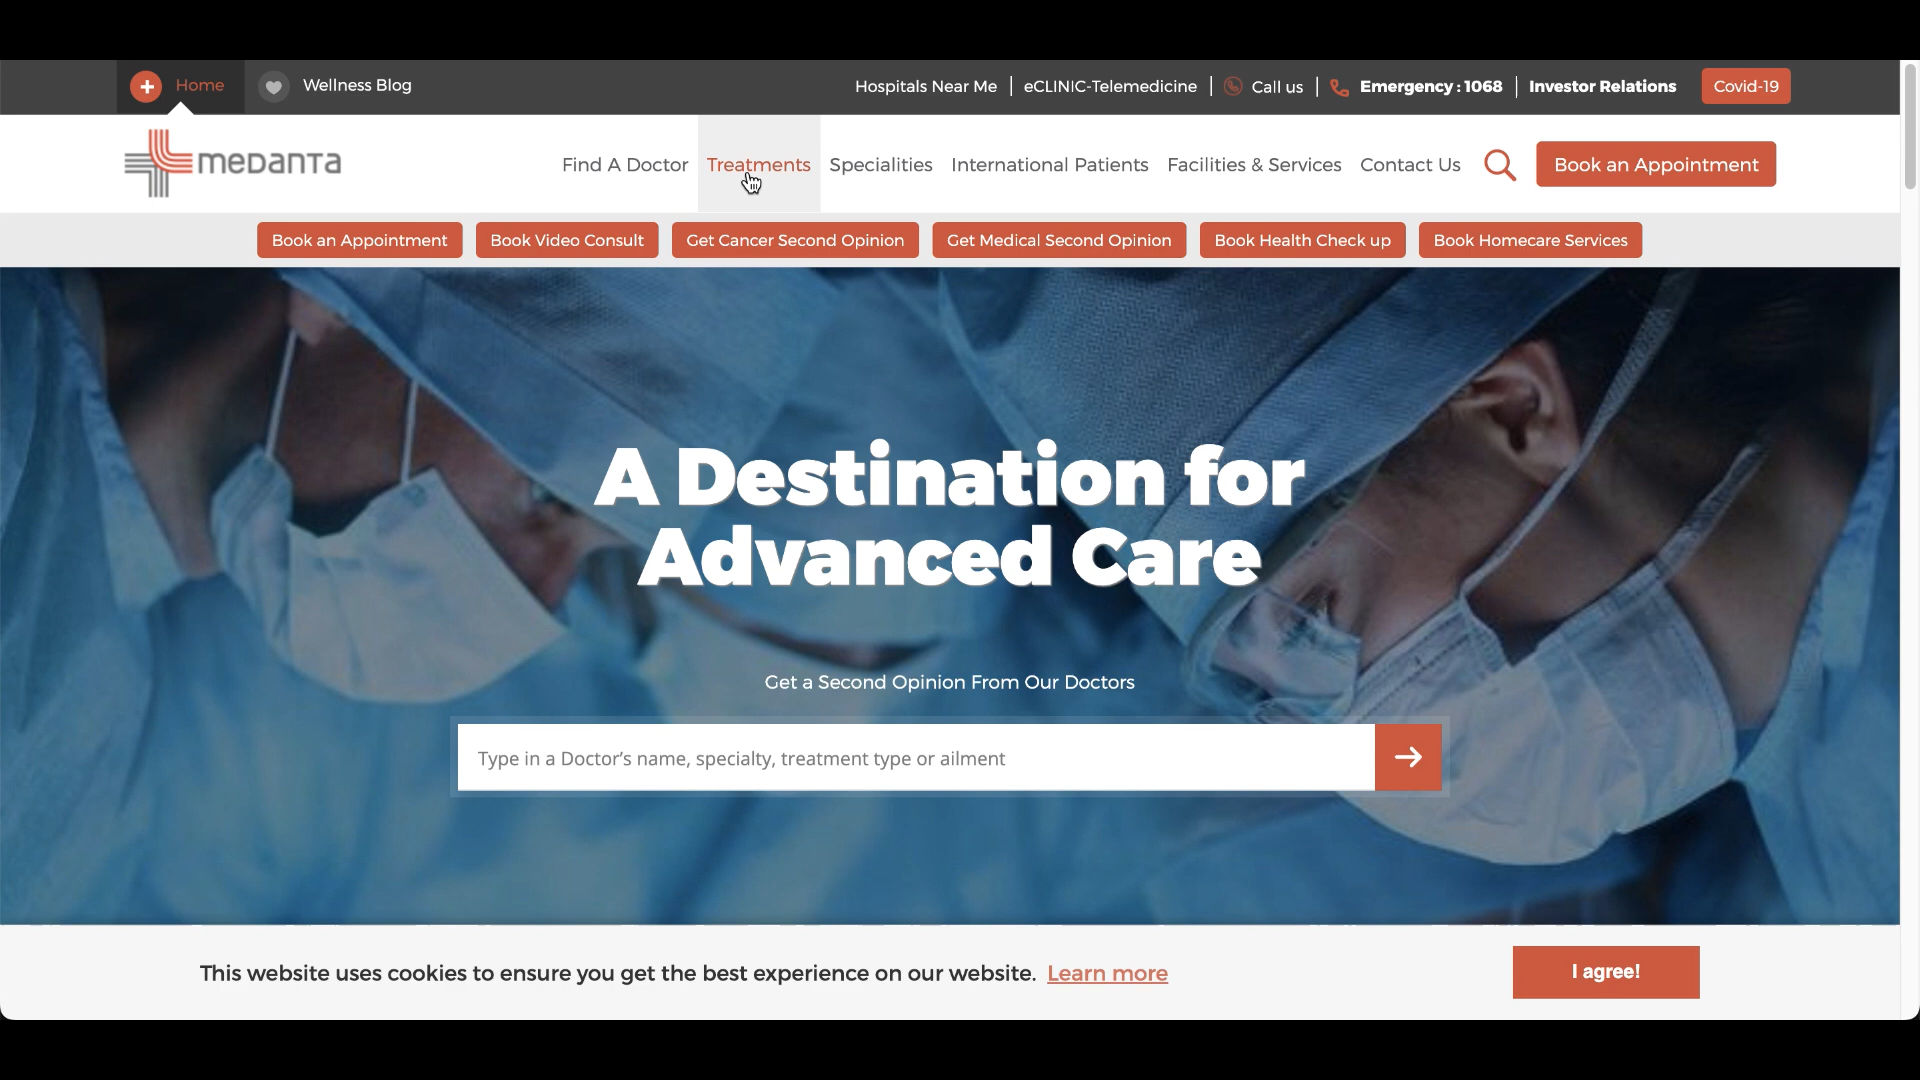 Home Wellness Blog Hospitals Near Me eCLINIC-Telemedicine Call us Emergency : 1068 Investor Relations Covid-19
medanta Find A Doctor Treatments Specialities International Patients Facilities & Services Contact Us Book an Appointment
Book an Appointment Book Video Consult Get Cancer Second Opinion Get Medical Second Opinion Book Health Check up Book Homecare Services
A Destination for
Advanced Care
Get a Second Opinion From Our Doctors
Type in a Doctor's name, specialty, treatment type or ailment
This website uses cookies to ensure you get the best experience on our website. Learn more I agree!